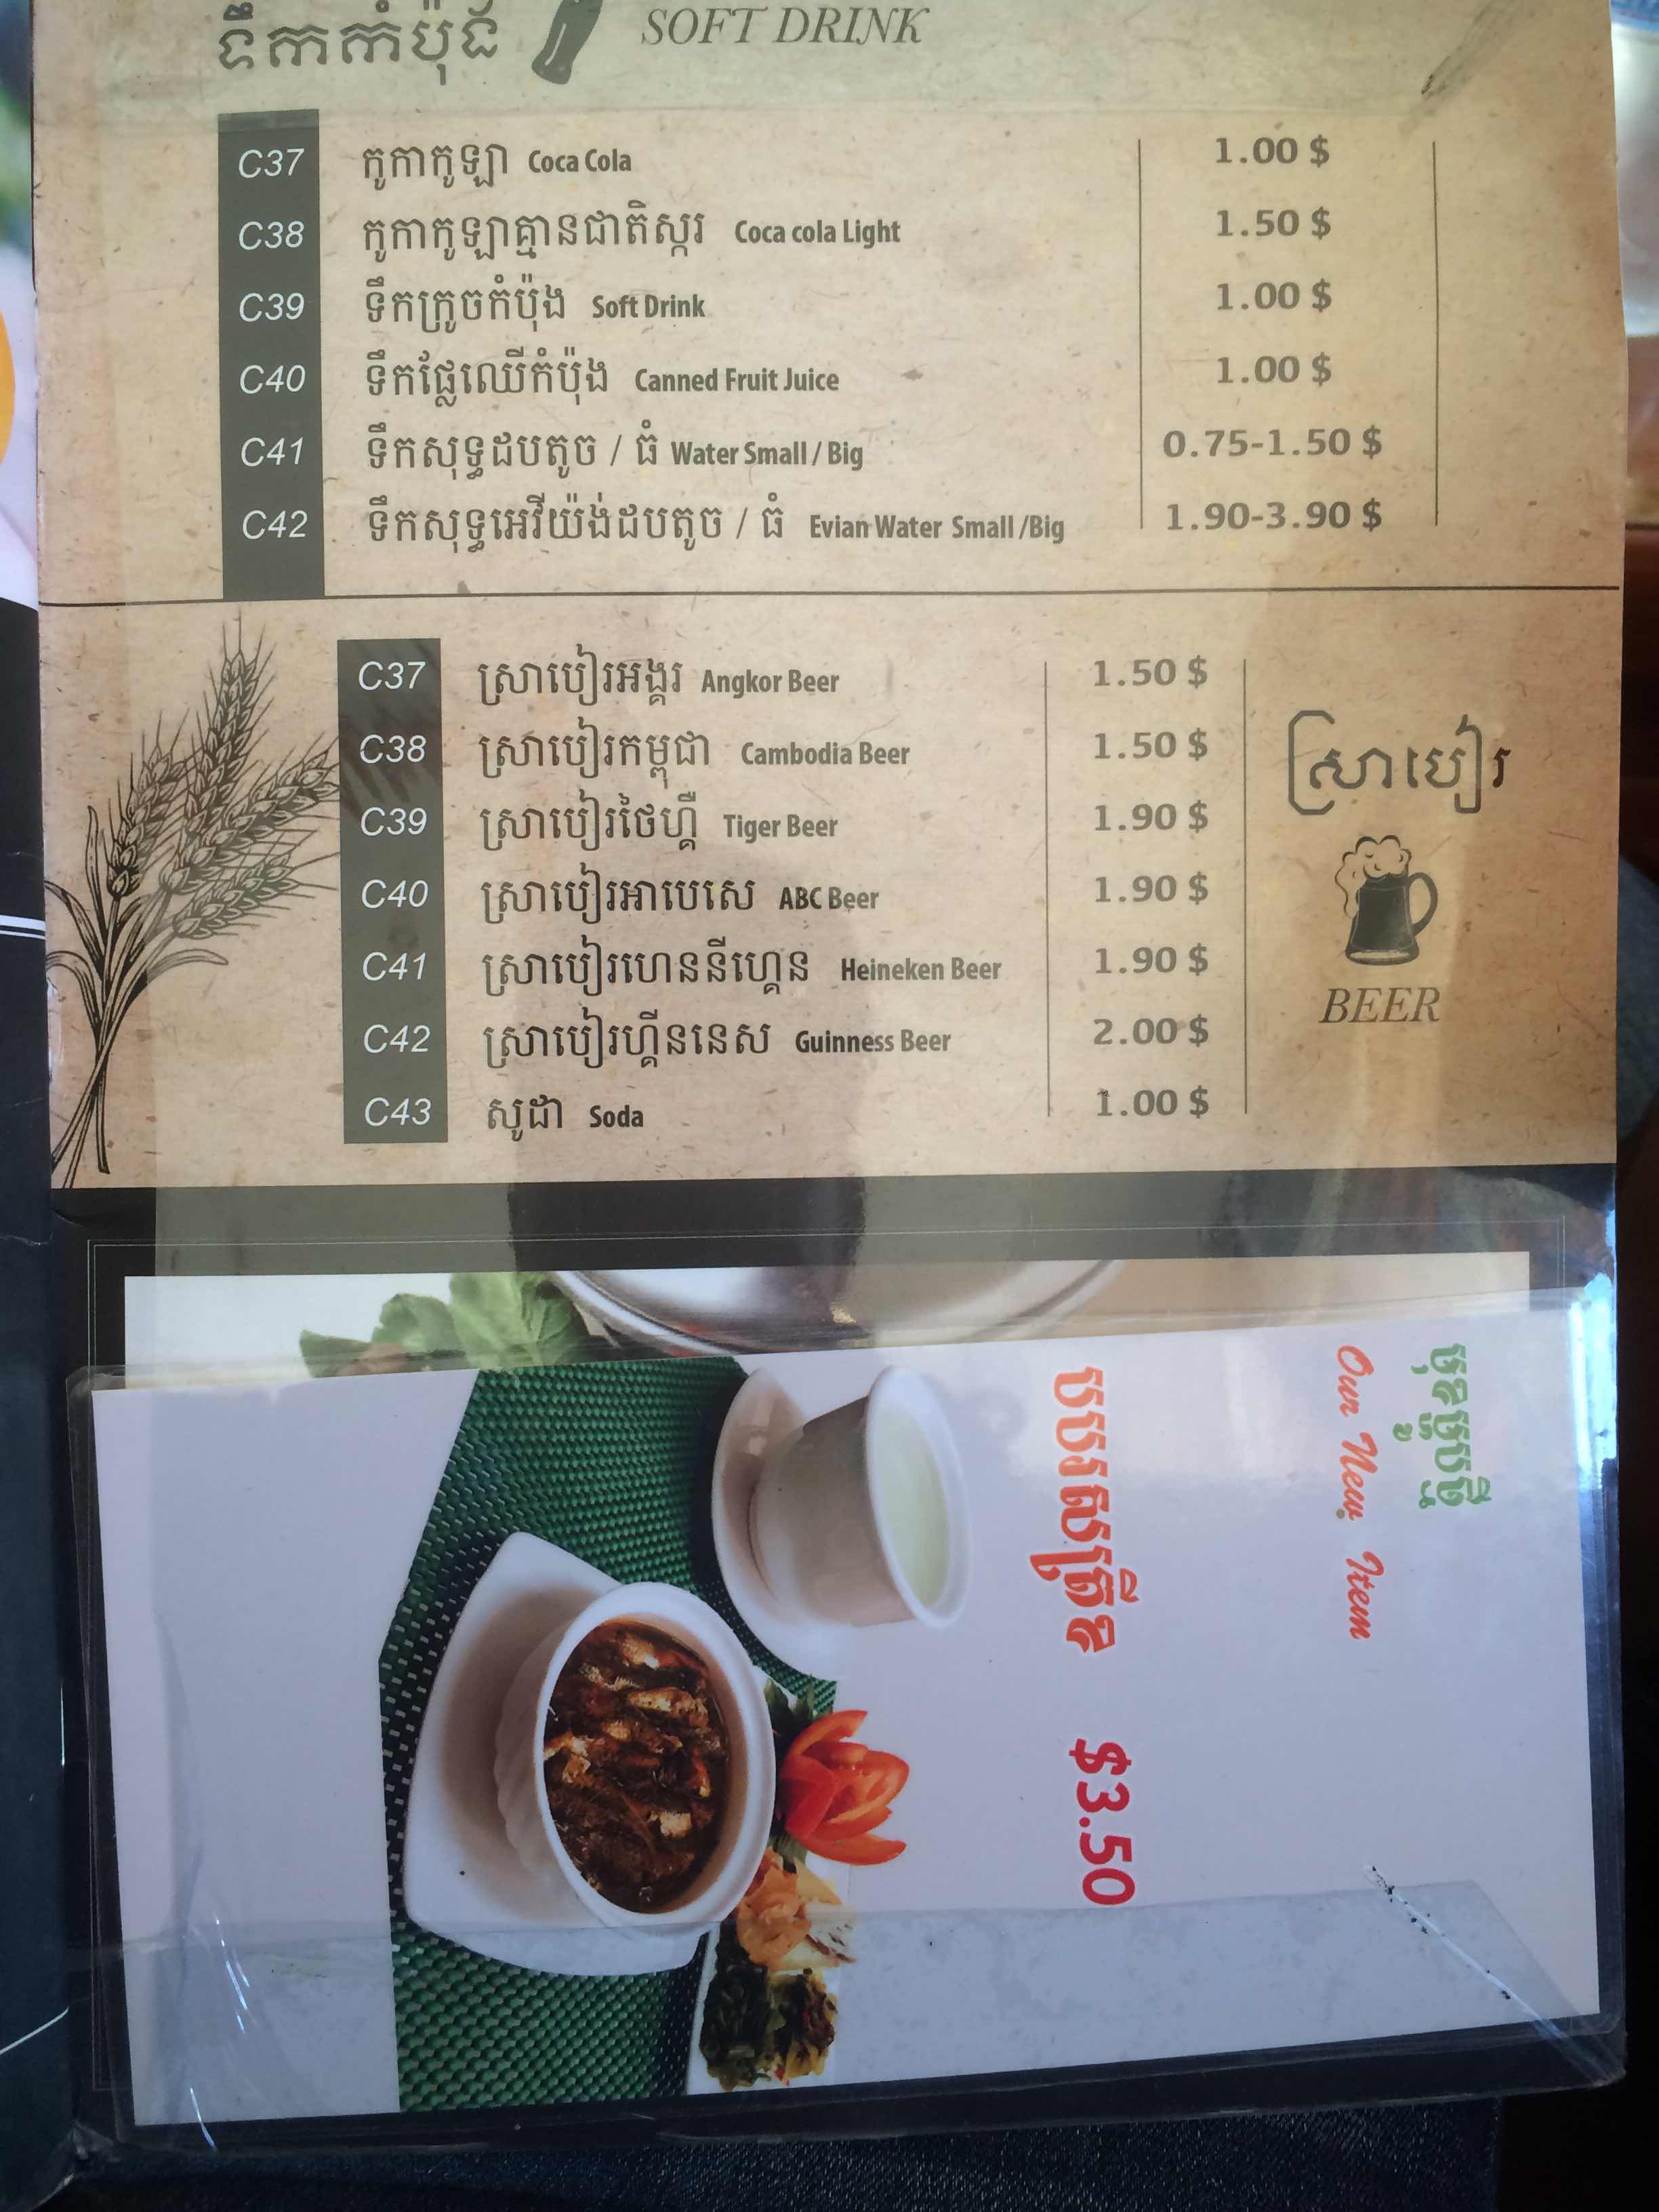 ទឹកកំប៉ុង SOFT DRINK
C37 កូកាកូឡា Coca Cola 1.00 $
C38 កូកាកូឡាគ្មានជាតិស្ករ Coca cola Light 1.50 $
C39 ទឹកក្រូចកំប៉ុង Soft Drink 1.00 $
C40 ទឹកផ្លែឈើកំប៉ុង Canned Fruit Juice 1.00 $
C41 ទឹកសុទ្ធដបតូច / ធំ Water Small / Big 0.75-1.50 $
C42 ទឹកសុទ្ធអេវីយ៉ង់ដបតូច / ធំ Evian Water Small /Big 1.90-3.90 $
C37 ស្រាបៀរអង្គរ Angkor Beer 1.50 $
C38 ស្រាបៀរកម្ពុជា Cambodia Beer 1.50 $
C39 ស្រាបៀរថៃហ្គឺ Tiger Beer 1.90 $
C40 ស្រាបៀរអាបេសេ ABC Beer 1.90 $
C41 ស្រាបៀរហេននីហ្គេន Heineken Beer 1.90 $
C42 ស្រាបៀរហ្គីននេស Guinness Beer 2.00 $
C43 សូដា Soda 1.00 $
ស្រាបៀរ
BEER
មុខម្ហូបថ្មី
Our New Item
បបរសត្រីខ $3.50